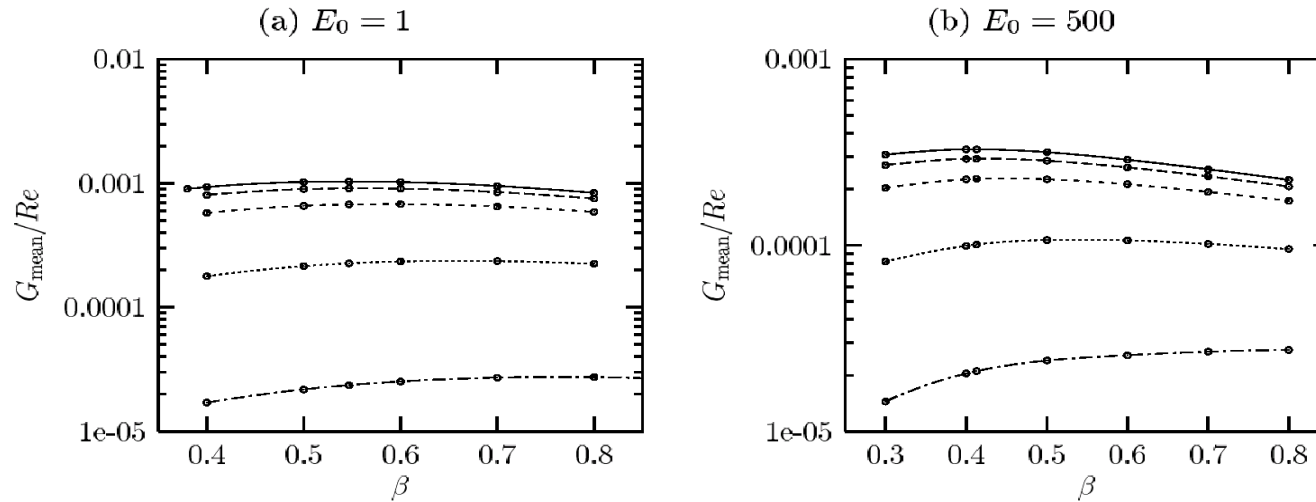 (a) E₀ = 1
0.01
0.001
0.0001
1e-05
G_mean/Re
0.4 0.5 0.6 0.7 0.8
β
(b) E₀ = 500
0.001
0.0001
1e-05
G_mean/Re
0.3 0.4 0.5 0.6 0.7 0.8
β